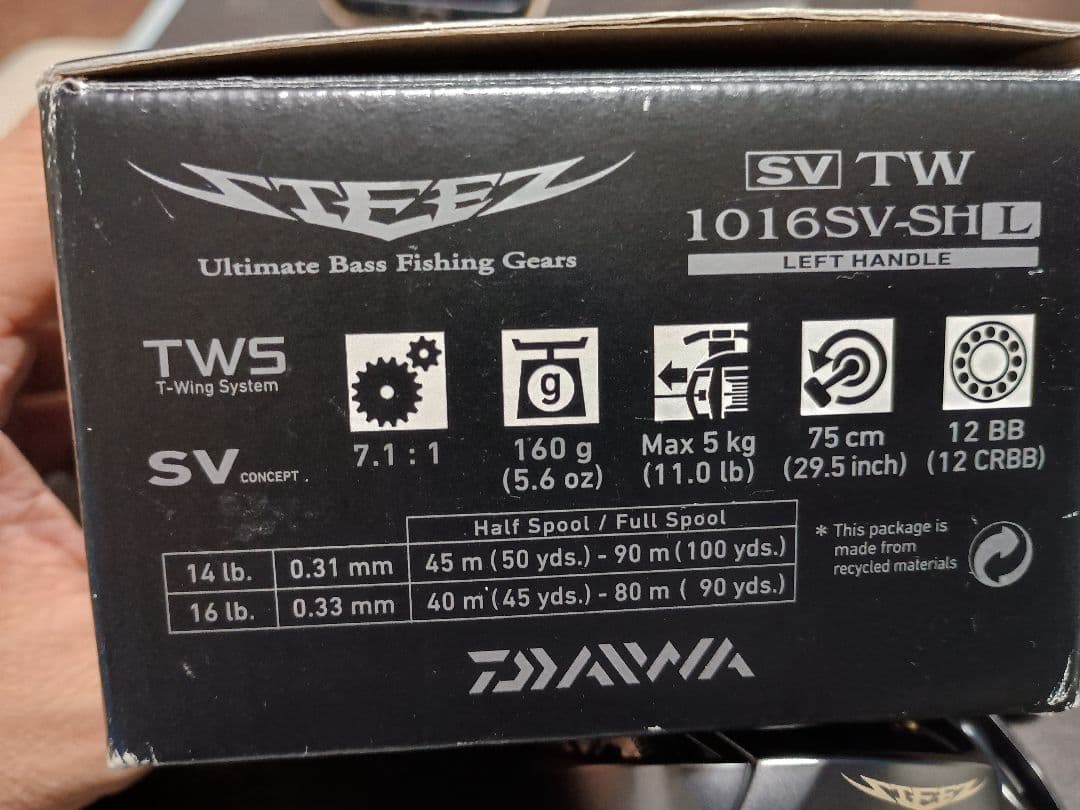 STEEZ
Ultimate Bass Fishing Gears
SV TW
1016SV-SH L
LEFT HANDLE
TWS
T-Wing System
SV CONCEPT.
g
7.1 : 1
160 g
(5.6 oz)
Max 5 kg
(11.0 lb)
75 cm
(29.5 inch)
12 BB
(12 CRBB)
Half Spool / Full Spool
14 lb. 0.31 mm 45 m (50 yds.) - 90 m (100 yds.)
16 lb. 0.33 mm 40 m (45 yds.) - 80 m ( 90 yds.)
* This package is
made from
recycled materials
DAIWA
STEEZ